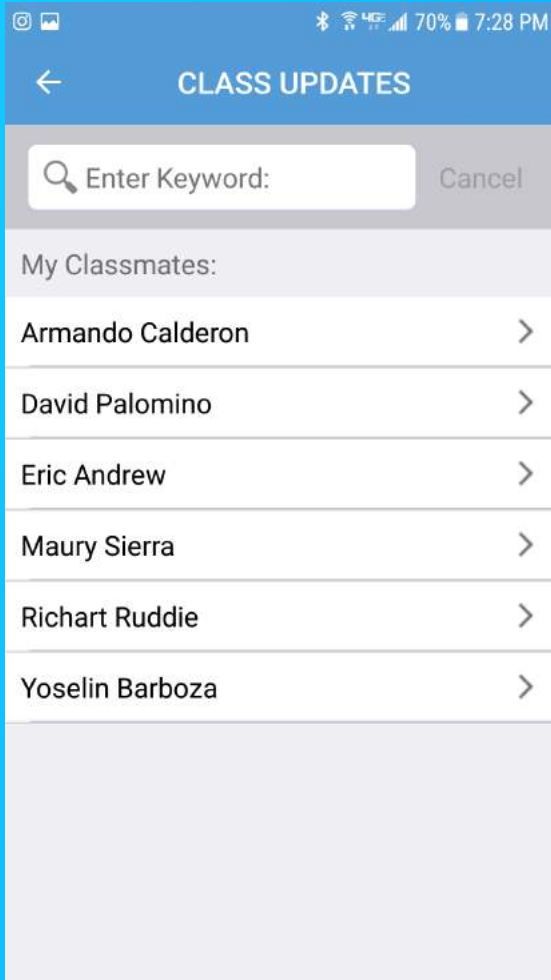 4GE 70% 7:28 PM
CLASS UPDATES
Enter Keyword: Cancel
My Classmates:
Armando Calderon
David Palomino
Eric Andrew
Maury Sierra
Richart Ruddie
Yoselin Barboza